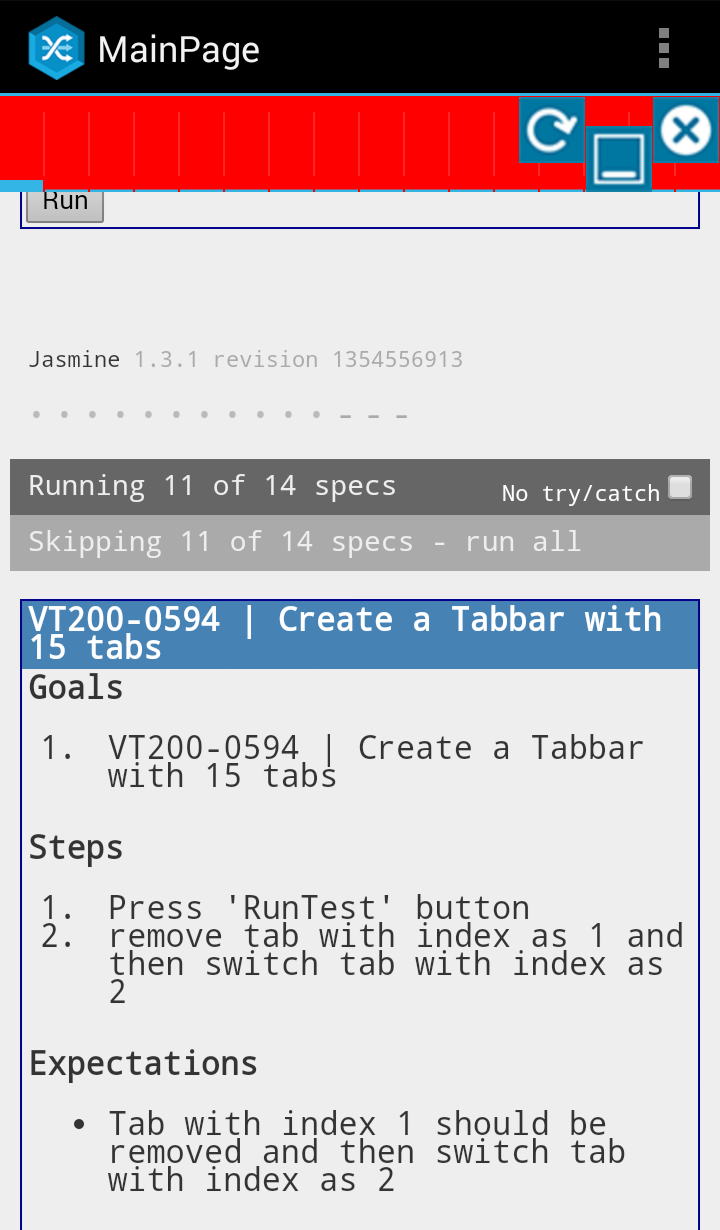 MainPage
Run
Jasmine 1.3.1 revision 1354556913
Running 11 of 14 specs No try/catch
Skipping 11 of 14 specs - run all
VT200-0594 | Create a Tabbar with
15 tabs
Goals
1. VT200-0594 | Create a Tabbar
with 15 tabs
Steps
1. Press 'RunTest' button
2. remove tab with index as 1 and
then switch tab with index as
2
Expectations
• Tab with index 1 should be
removed and then switch tab
with index as 2